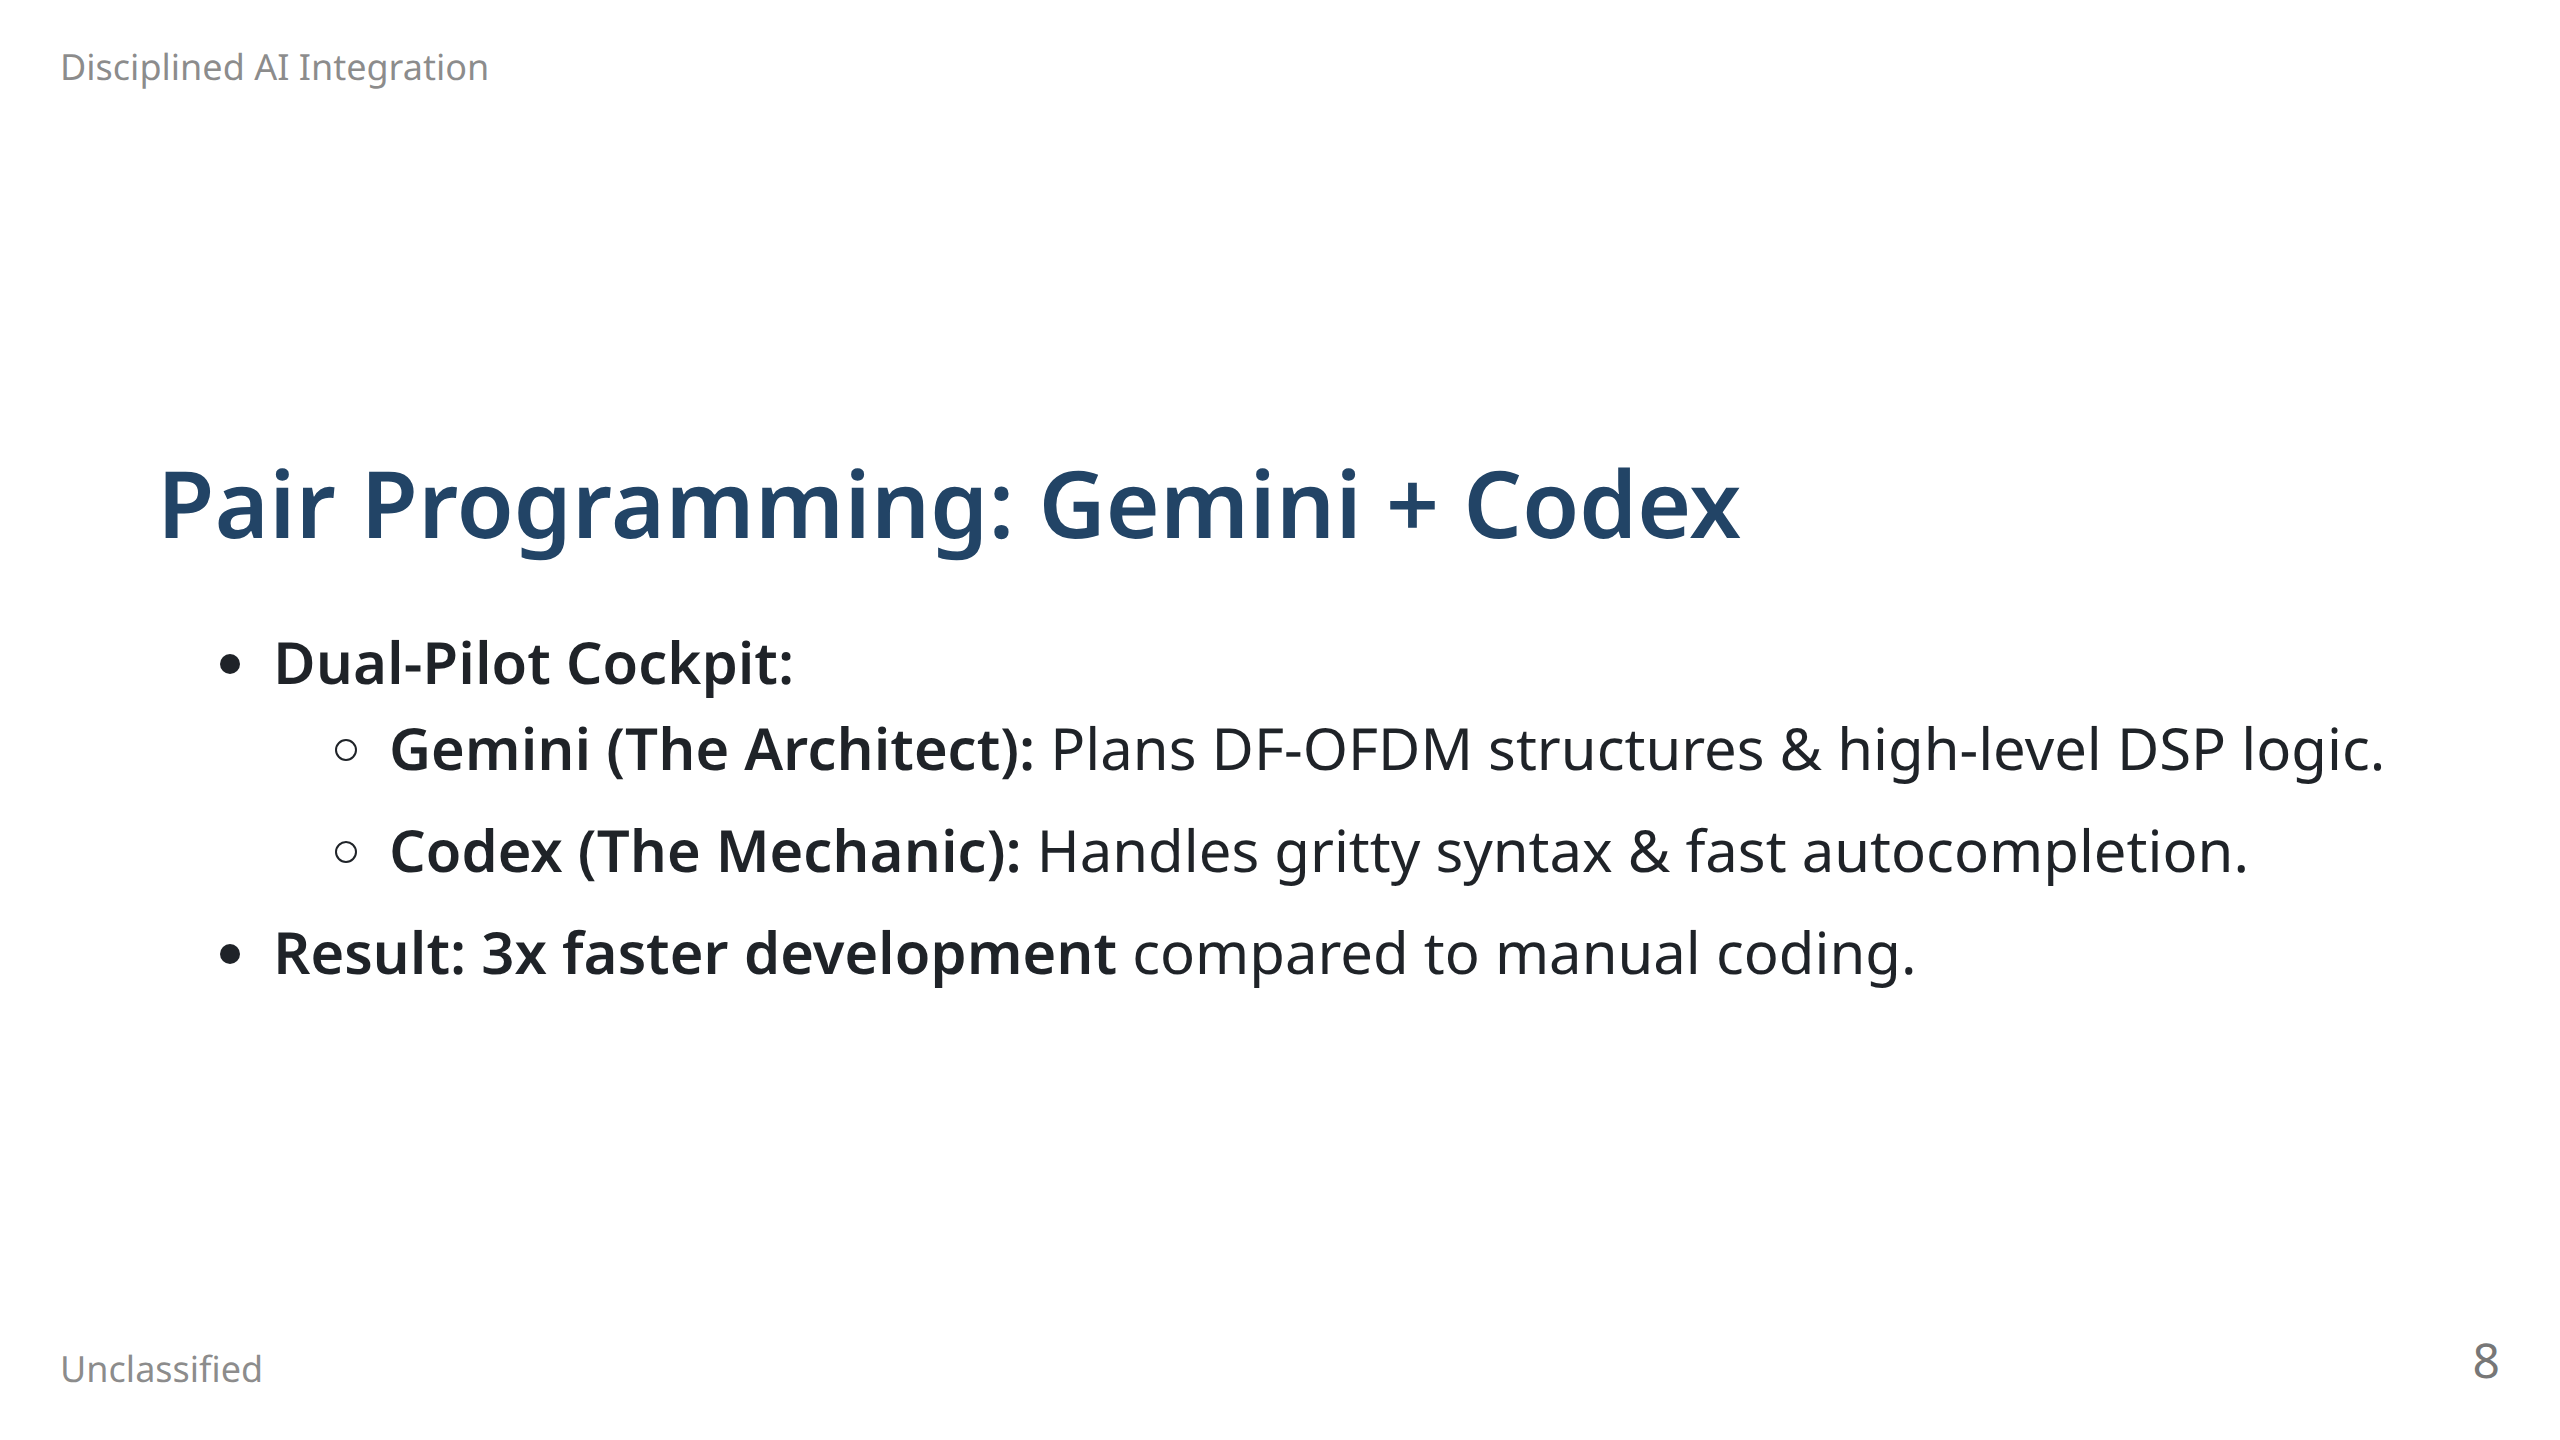 Disciplined AI Integration
Pair Programming: Gemini + Codex
• Dual-Pilot Cockpit:
○ Gemini (The Architect): Plans DF-OFDM structures & high-level DSP logic.
○ Codex (The Mechanic): Handles gritty syntax & fast autocompletion.
• Result: 3x faster development compared to manual coding.
Unclassified
8